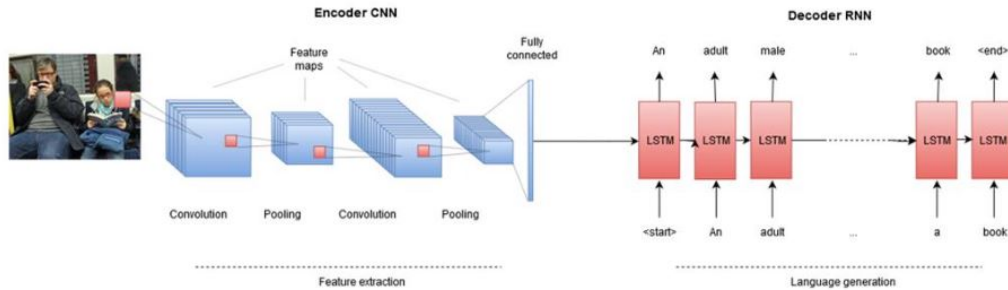 Encoder CNN
Decoder RNN
Feature
maps
Fully
connected
An adult male ... book <end>
LSTM LSTM LSTM LSTM LSTM
Convolution Pooling Convolution Pooling
<start> An adult ... a book
Feature extraction
Language generation